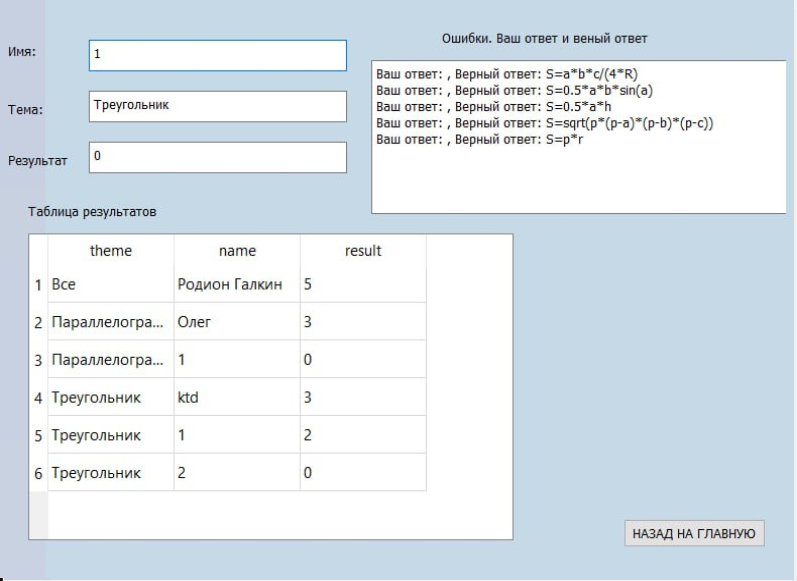 Ошибки. Ваш ответ и веный ответ
Имя:
1
Тема:
Треугольник
Результат
0
Ваш ответ: , Верный ответ: S=a*b*c/(4*R)
Ваш ответ: , Верный ответ: S=0.5*a*b*sin(a)
Ваш ответ: , Верный ответ: S=0.5*a*h
Ваш ответ: , Верный ответ: S=sqrt(p*(p-a)*(p-b)*(p-c))
Ваш ответ: , Верный ответ: S=p*r
Таблица результатов
theme name result
1 Все Родион Галкин 5
2 Параллелогра... Олег 3
3 Параллелогра... 1 0
4 Треугольник ktd 3
5 Треугольник 1 2
6 Треугольник 2 0
НАЗАД НА ГЛАВНУЮ